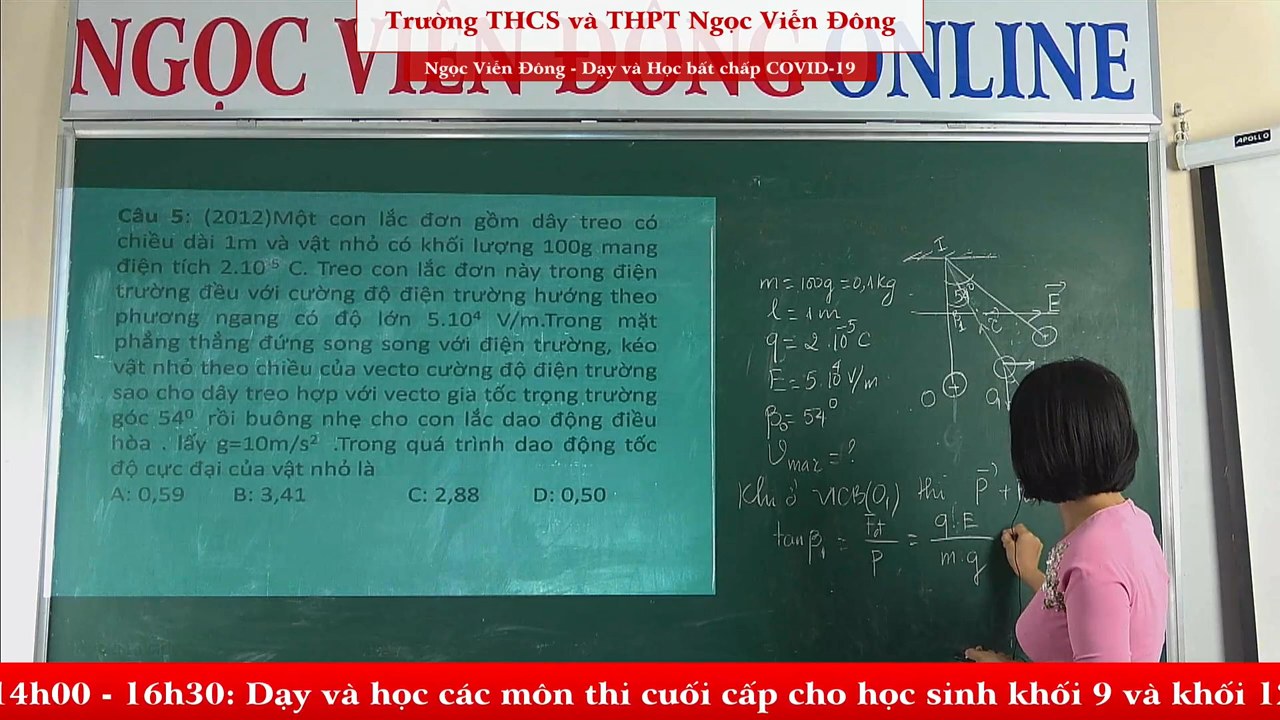 Trường THCS và THPT Ngọc Viễn Đông
NGỌC VIỄN ĐÔNG ONLINE
Ngọc Viễn Đông - Dạy và Học bất chấp COVID-19
APOLLO
Câu 5: (2012)Một con lắc đơn gồm dây treo có
chiều dài 1m và vật nhỏ có khối lượng 100g mang
điện tích 2.10⁻⁵ C. Treo con lắc đơn này trong điện
trường đều với cường độ điện trường hướng theo
phương ngang có độ lớn 5.10⁴ V/m.Trong mặt
phẳng thẳng đứng song song với điện trường, kéo
vật nhỏ theo chiều của vecto cường độ điện trường
sao cho dây treo hợp với vecto gia tốc trọng trường
góc 54⁰ rồi buông nhẹ cho con lắc dao động điều
hòa . lấy g=10m/s² .Trong quá trình dao động tốc
độ cực đại của vật nhỏ là
A: 0,59 B: 3,41 C: 2,88 D: 0,50
m = 100g = 0,1kg
l = 1m
q = 2.10⁻⁵C
E = 5.10⁴V/m
β₀ = 54⁰
Vmax = ?
I
54⁰
β₁
E
O
Khi ở VTCB(O₁) thì P +
tanβ₁ = Fđ/P = q.E/m.g
14h00 - 16h30: Dạy và học các môn thi cuối cấp cho học sinh khối 9 và khối 12